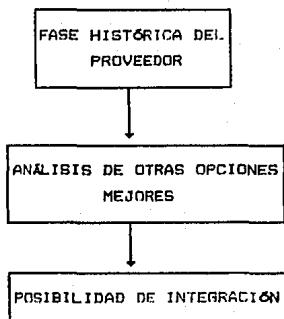 FASE HISTÓRICA DEL
PROVEEDOR
ANÁLISIS DE OTRAS OPCIONES
MEJORES
POSIBILIDAD DE INTEGRACIÓN